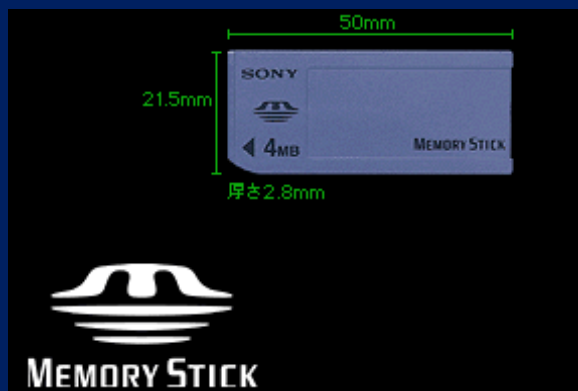 50mm
SONY
21.5mm
◀ 4MB
MEMORY STICK
厚さ2.8mm
MEMORY STICK